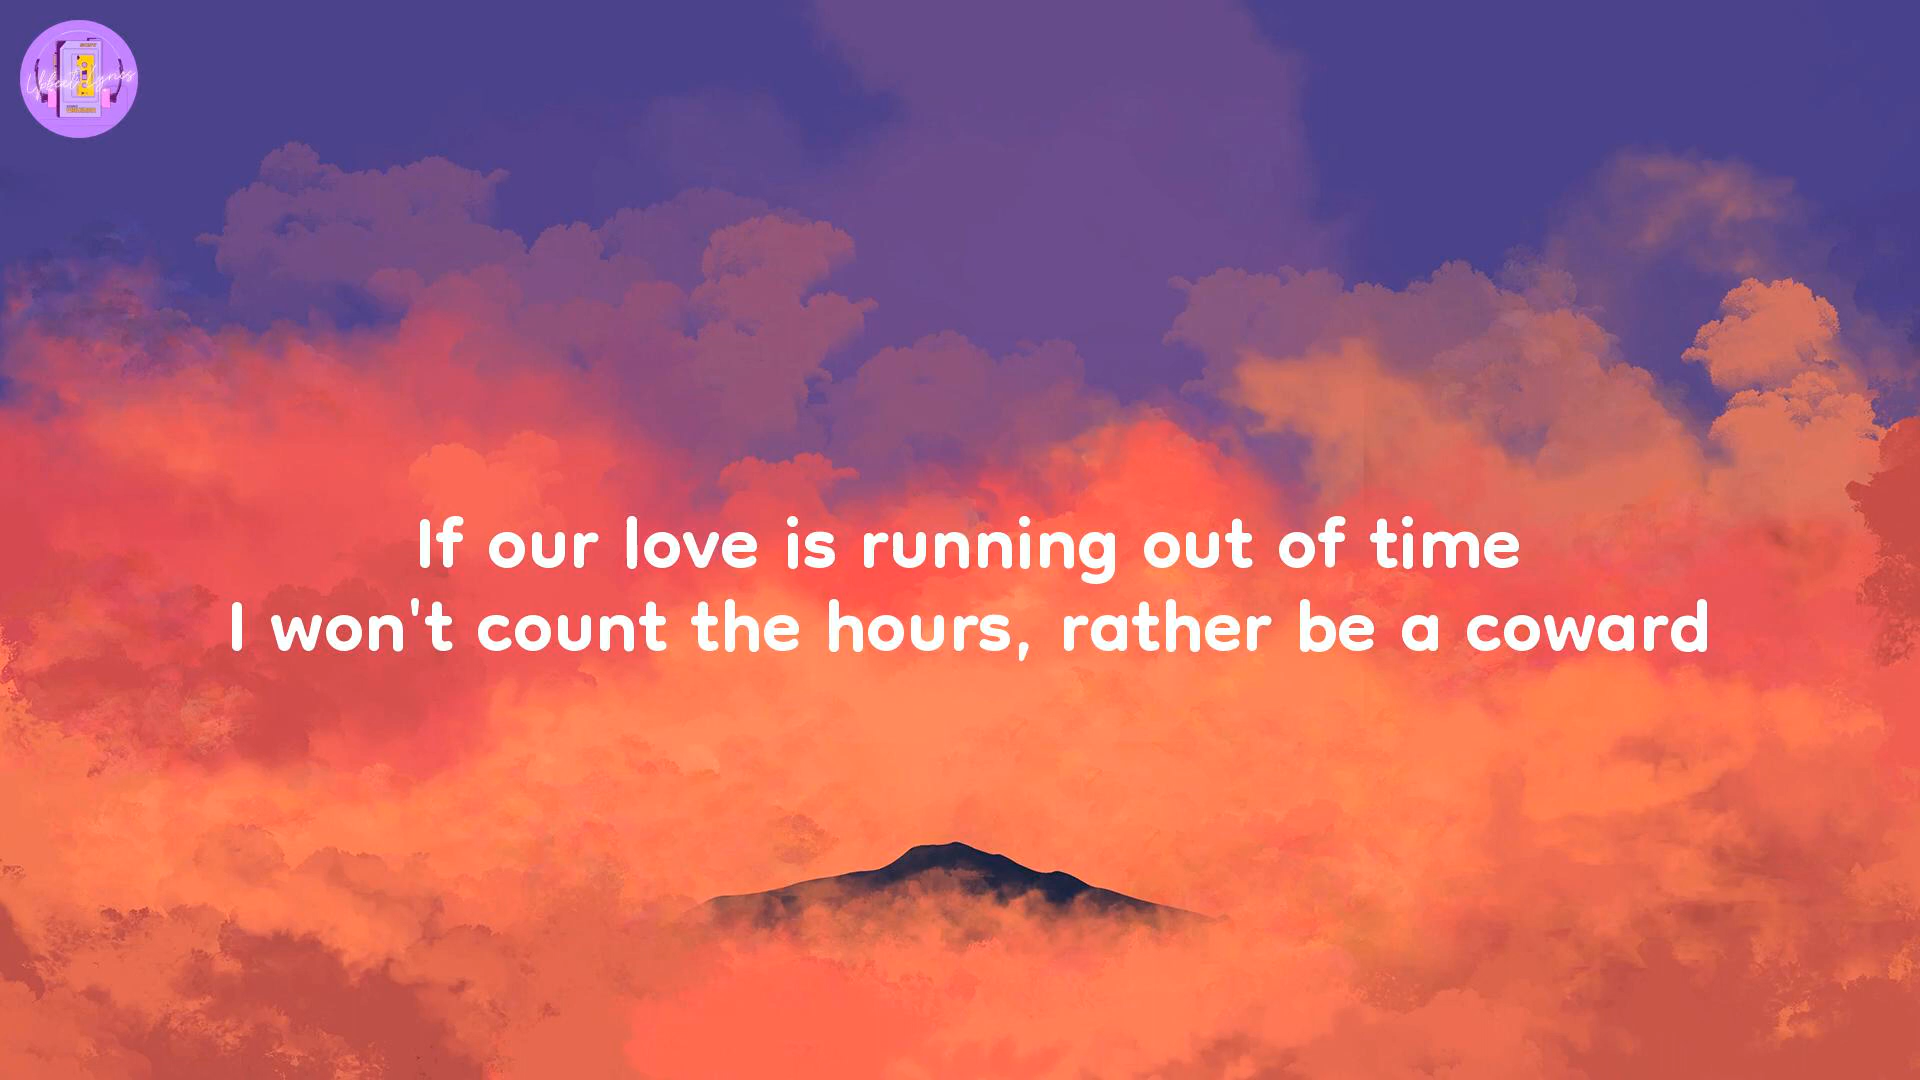 If our love is running out of time
I won't count the hours, rather be a coward